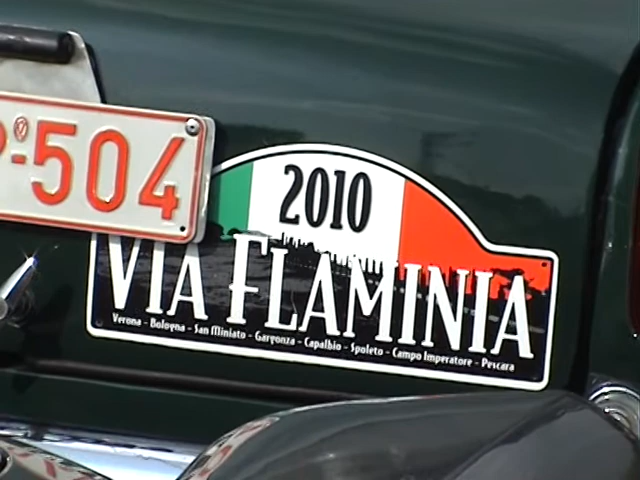 -504
2010
VIA FLAMINIA
Verona - Bologna - San Miniato - Gargonza - Capalbio - Spoleto - Campo Imperatore - Pescara